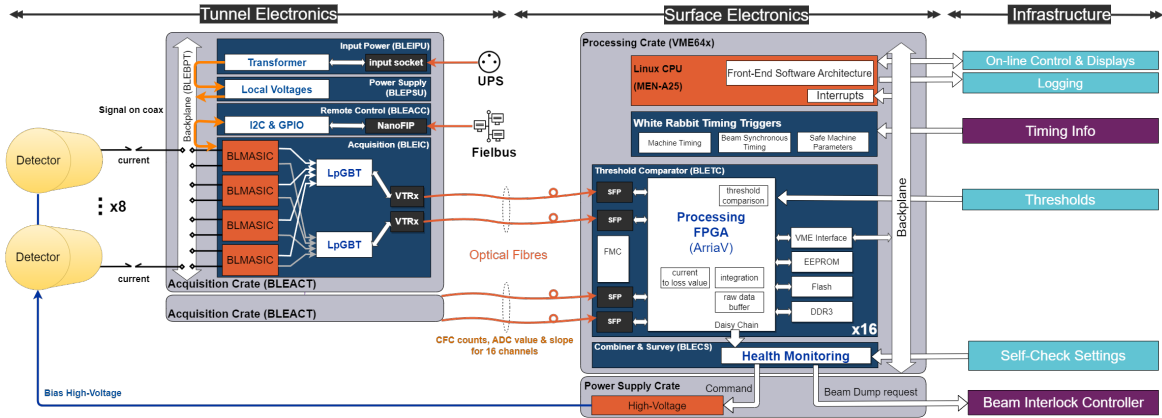 Tunnel Electronics
Surface Electronics
Infrastructure
Input Power (BLEIPU)
Transformer
input socket
UPS
Power Supply
(BLEPSU)
Local Voltages
Backplane (BLEBPT)
Signal on coax
Remote Control (BLEACC)
I2C & GPIO
NanoFIP
Fielbus
Acquisition (BLEIC)
Detector
current
BLMASIC
BLMASIC
BLMASIC
BLMASIC
LpGBT
LpGBT
VTRx
VTRx
x8
Detector
current
Optical Fibres
Acquisition Crate (BLEACT)
Acquisition Crate (BLEACT)
CFC counts, ADC value & slope
for 16 channels
Bias High-Voltage
Processing Crate (VME64x)
Linux CPU
(MEN-A25)
Front-End Software Architecture
Interrupts
White Rabbit Timing Triggers
Machine Timing
Beam Synchronous
Timing
Safe Machine
Parameters
Threshold Comparator (BLETC)
SFP
SFP
FMC
SFP
SFP
threshold
comparison
Processing
FPGA
(ArriaV)
current
to loss value
integration
raw data
buffer
Daisy Chain
VME Interface
EEPROM
Flash
DDR3
x16
Backplane
Combiner & Survey (BLECS)
Health Monitoring
Power Supply Crate
Command
High-Voltage
Beam Dump request
On-line Control & Displays
Logging
Timing Info
Thresholds
Self-Check Settings
Beam Interlock Controller